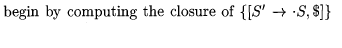 begin by computing the closure of {[S′ → ·S, $]}